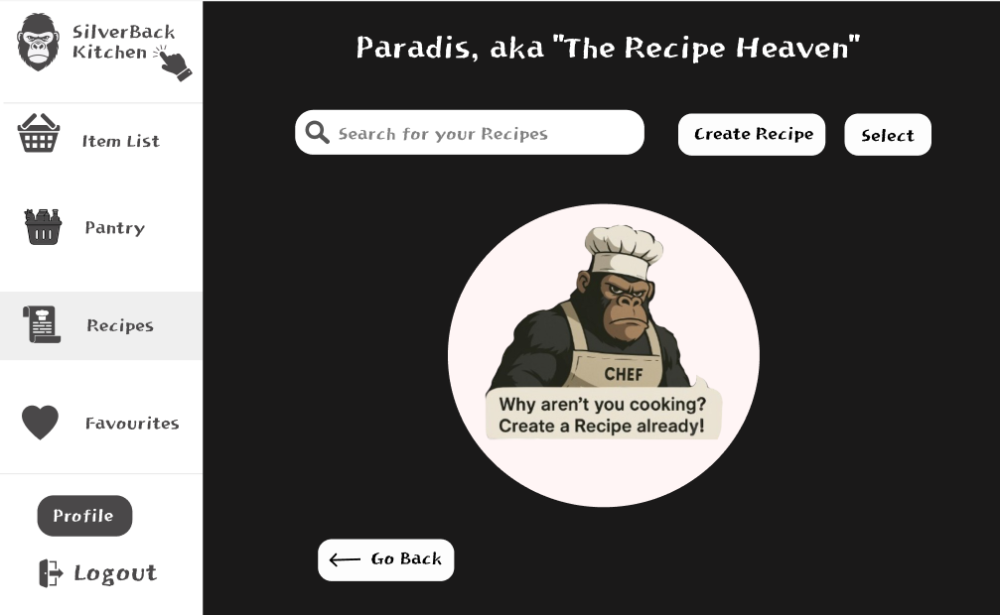 SilverBack
Kitchen
Paradis, aka "The Recipe Heaven"
Item List
Search for your Recipes
Create Recipe
Select
Pantry
Recipes
CHEF
Why aren't you cooking?
Create a Recipe already!
Favourites
Profile
Logout
Go Back